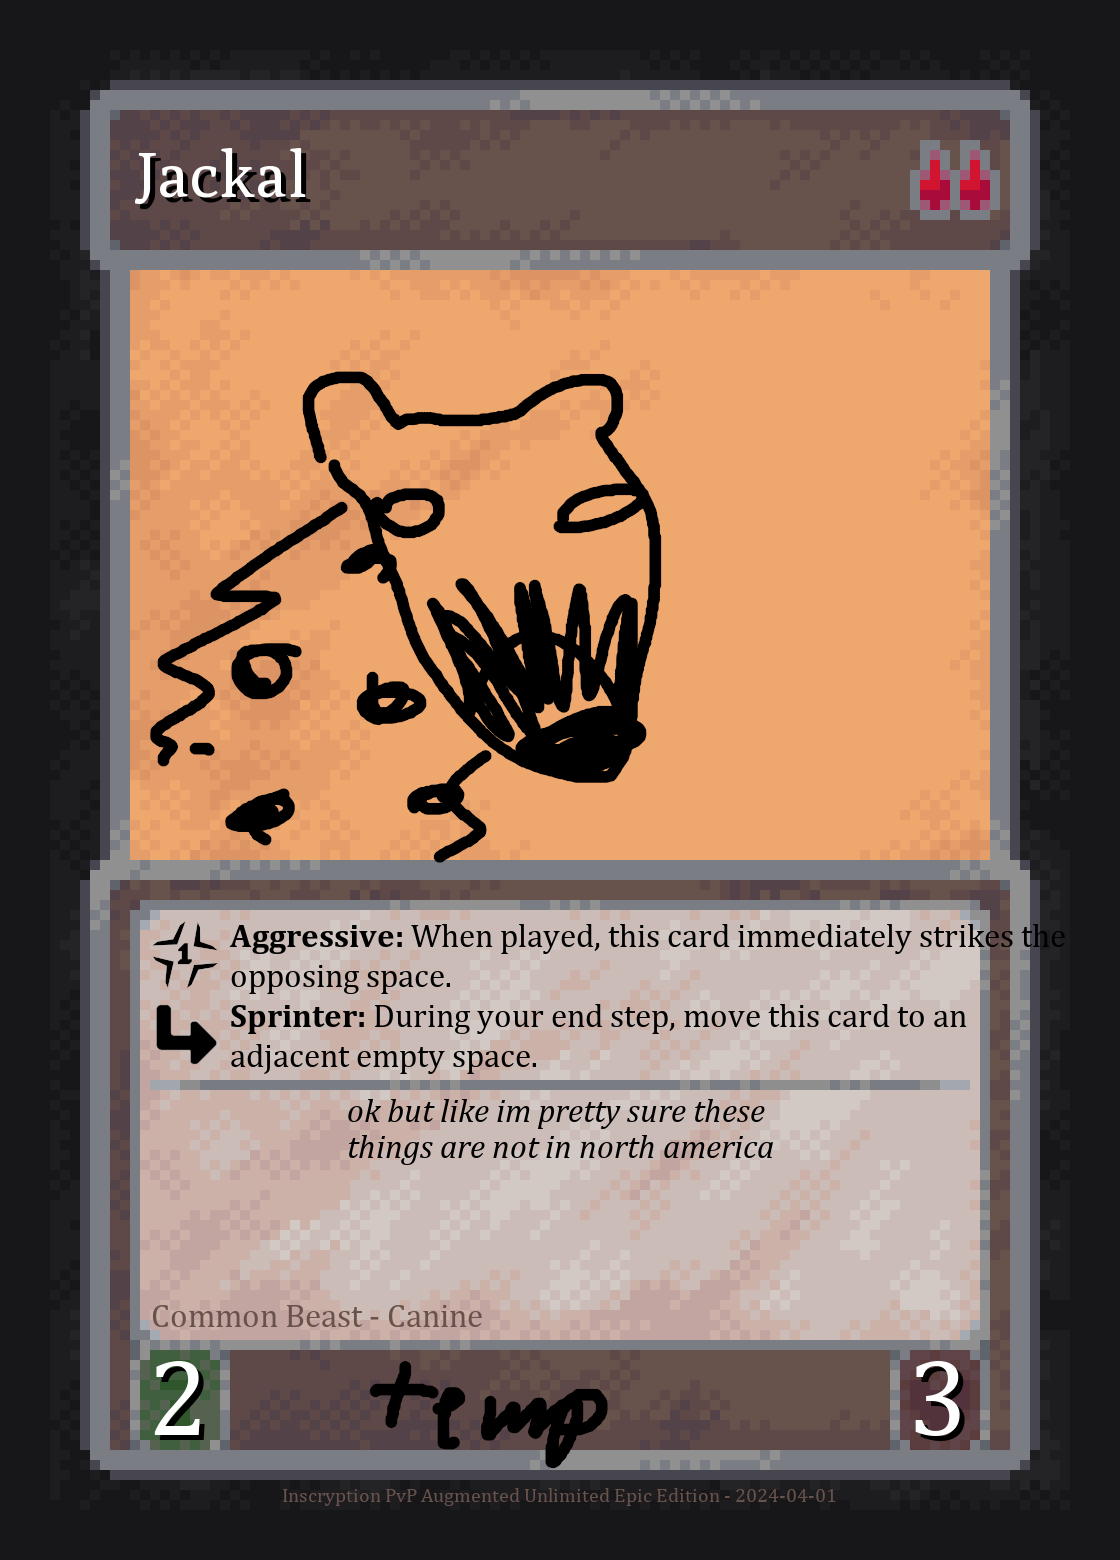 Jackal
1
Aggressive: When played, this card immediately strikes the
opposing space.
Sprinter: During your end step, move this card to an
adjacent empty space.
ok but like im pretty sure these
things are not in north america
Common Beast - Canine
2
temp
3
Inscryption PvP Augmented Unlimited Epic Edition - 2024-04-01